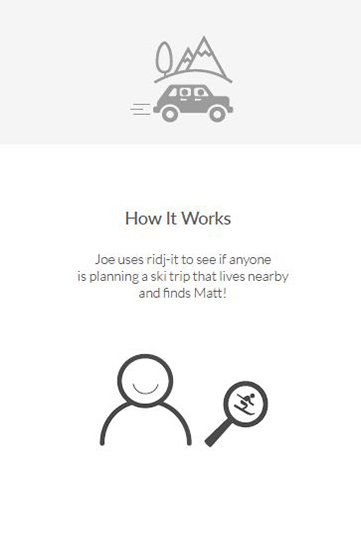 How It Works
Joe uses ridj-it to see if anyone
is planning a ski trip that lives nearby
and finds Matt!